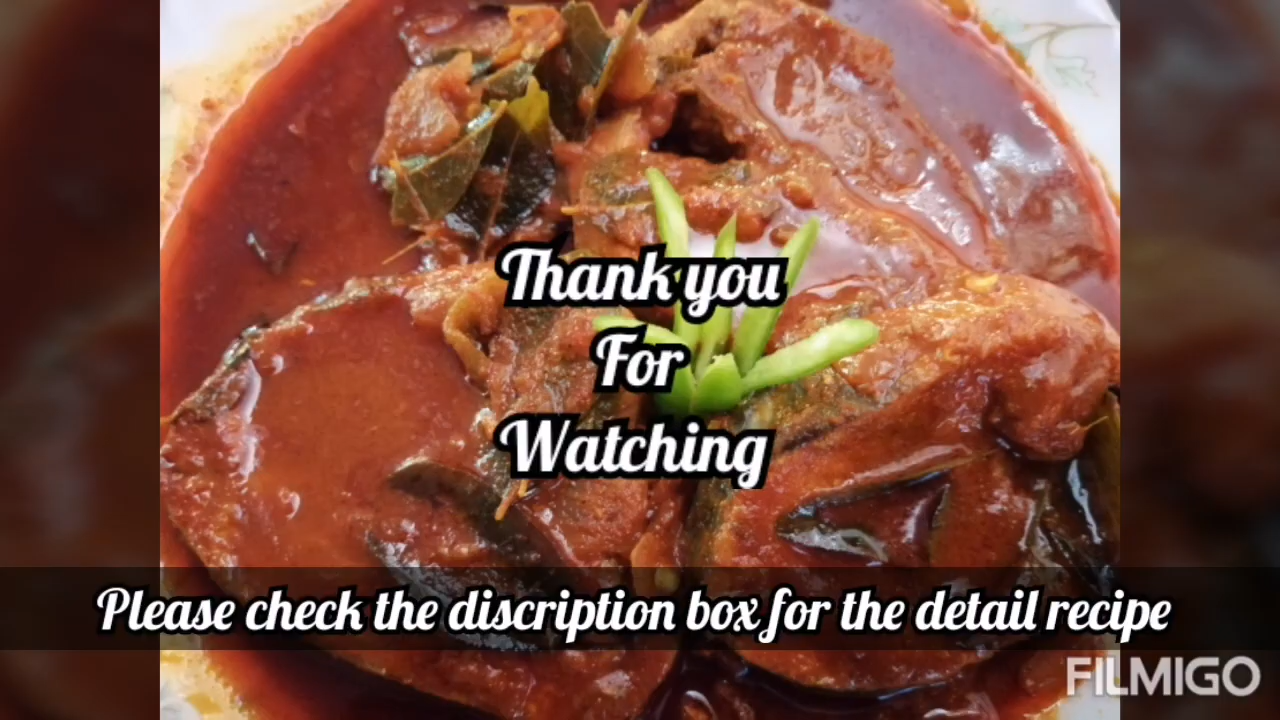 Thank you
For
Watching
Please check the discription box for the detail recipe
FILMIGO